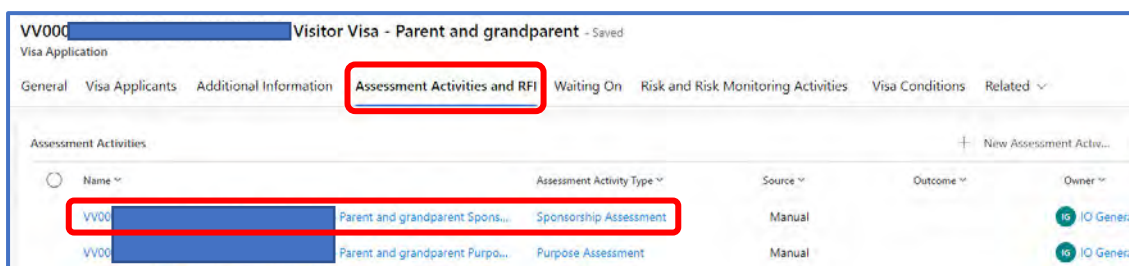 VV000 Visitor Visa - Parent and grandparent - Saved
Visa Application
General Visa Applicants Additional Information Assessment Activities and RFI Waiting On Risk and Risk Monitoring Activities Visa Conditions Related
Assessment Activities + New Assessment Activ...
Name Assessment Activity Type Source Outcome Owner
VV00 Parent and grandparent Spons... Sponsorship Assessment Manual IG IO Genera
VV00 Parent and grandparent Purpo... Purpose Assessment Manual IG IO Genera